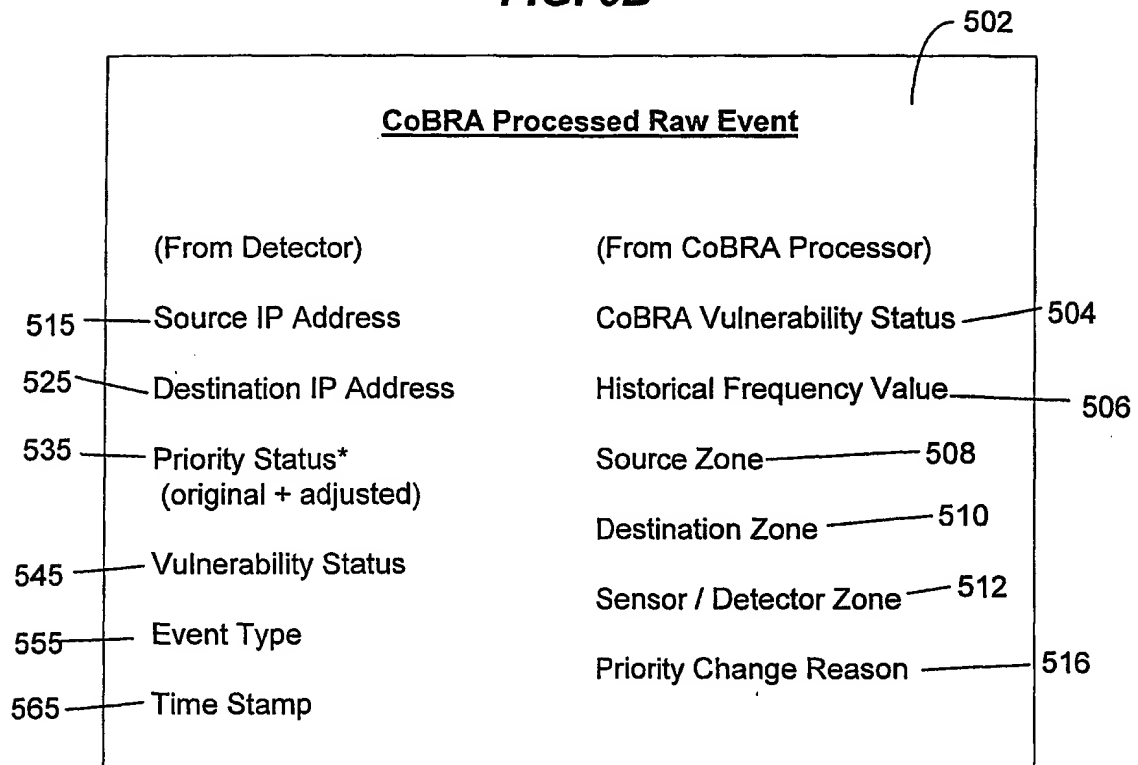 502
CoBRA Processed Raw Event
(From Detector)
(From CoBRA Processor)
515 Source IP Address
CoBRA Vulnerability Status 504
525 Destination IP Address
Historical Frequency Value 506
535 Priority Status*
(original + adjusted)
Source Zone 508
Destination Zone 510
545 Vulnerability Status
Sensor / Detector Zone 512
555 Event Type
Priority Change Reason 516
565 Time Stamp